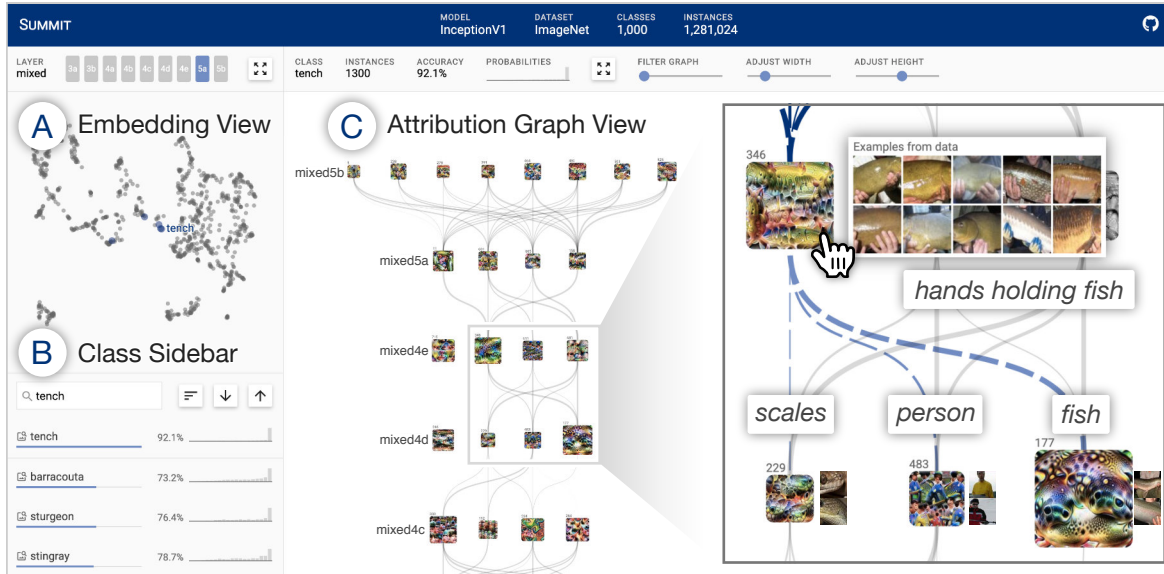 SUMMIT
MODEL
InceptionV1
DATASET
ImageNet
CLASSES
1,000
INSTANCES
1,281,024
LAYER
mixed
3a 3b 4a 4b 4c 4d 4e 5a 5b
CLASS
tench
INSTANCES
1300
ACCURACY
92.1%
PROBABILITIES
FILTER GRAPH
ADJUST WIDTH
ADJUST HEIGHT
A Embedding View
tench
B Class Sidebar
tench
tench 92.1%
barracouta 73.2%
sturgeon 76.4%
stingray 78.7%
C Attribution Graph View
mixed5b
mixed5a
mixed4e
mixed4d
mixed4c
346
Examples from data
hands holding fish
scales
person
fish
229
483
177